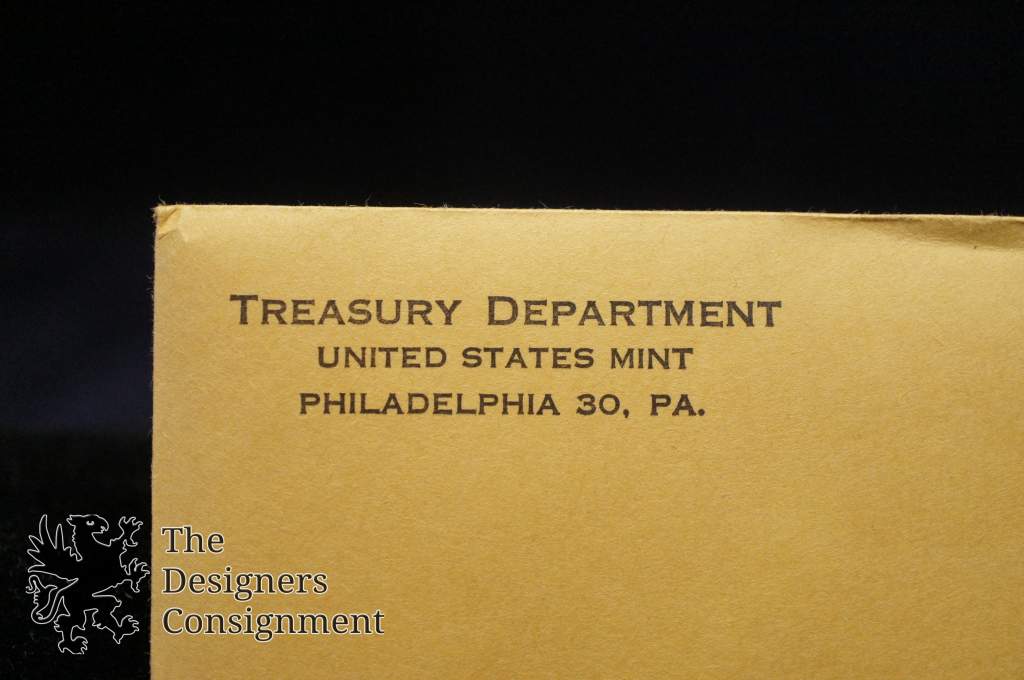 Treasury Department
UNITED STATES MINT
PHILADELPHIA 30, PA.
The
Designers
Consignment